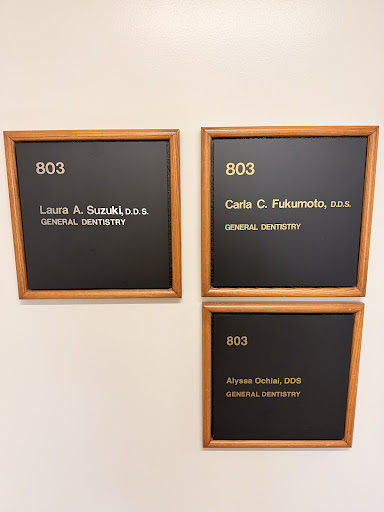 803
Laura A. Suzuki, D.D.S.
GENERAL DENTISTRY
803
Carla C. Fukumoto, D.D.S.
GENERAL DENTISTRY
803
Alyssa Ochiai, DDS
GENERAL DENTISTRY